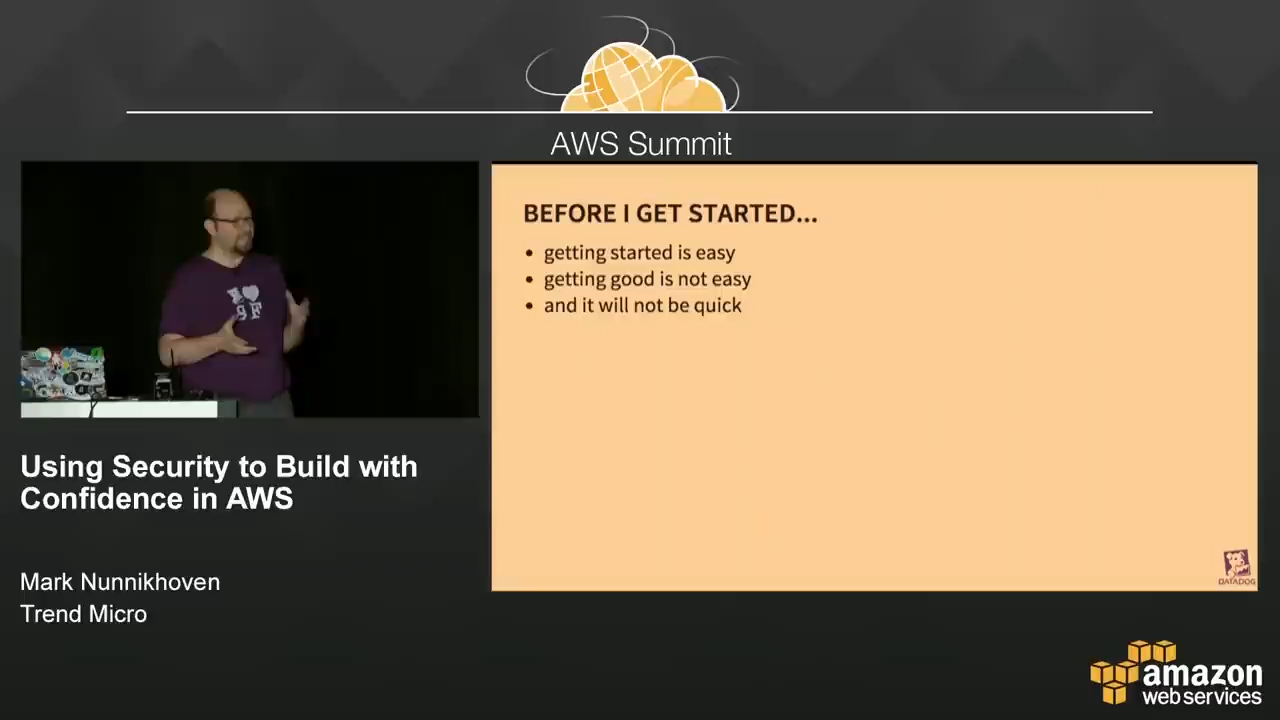 AWS Summit
BEFORE I GET STARTED...
• getting started is easy
• getting good is not easy
• and it will not be quick
DATADOG
Using Security to Build with
Confidence in AWS
Mark Nunnikhoven
Trend Micro
amazon
web services